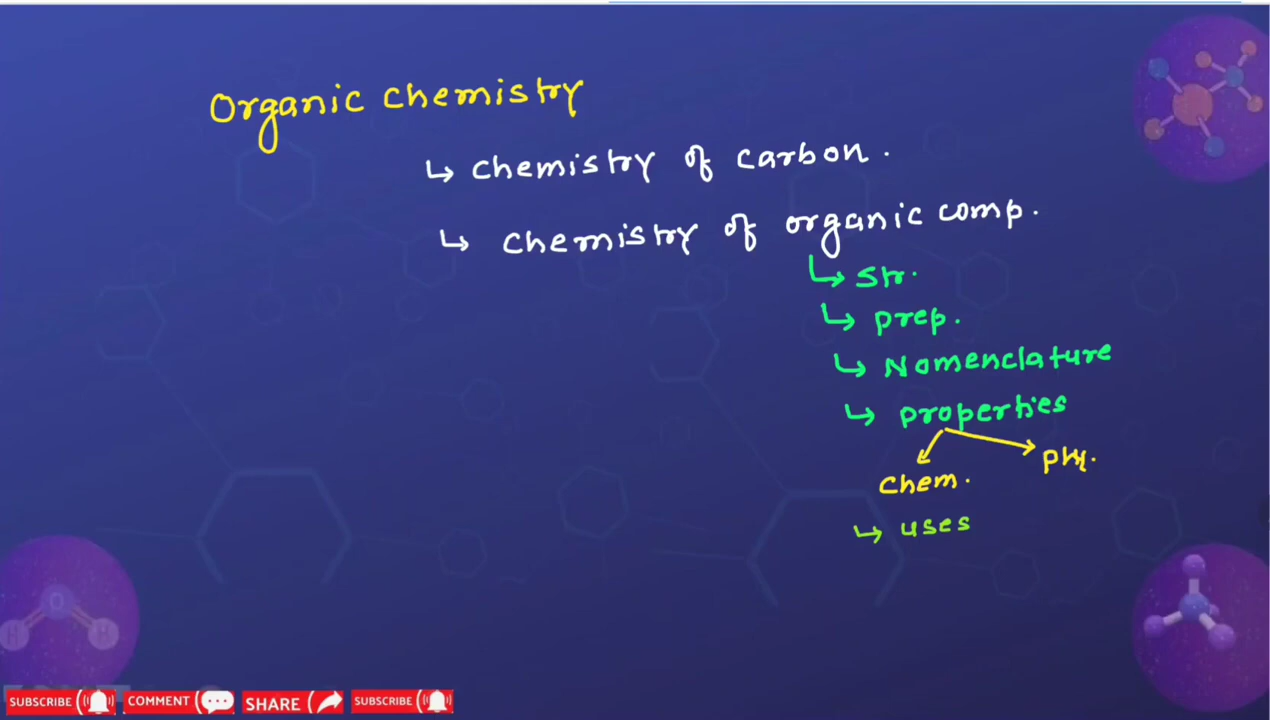 Organic chemistry
↳ chemistry of carbon.
↳ chemistry of organic comp.
↳ Str.
↳ prep.
↳ Nomenclature
↳ properties
chem. phy.
↳ uses
H O H
SUBSCRIBE COMMENT SHARE SUBSCRIBE